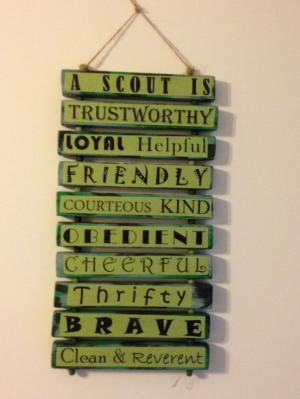 A SCOUT IS
TRUSTWORTHY
LOYAL Helpful
FRIENDLY
COURTEOUS KIND
OBEDIENT
CHEERFUL
Thrifty
BRAVE
Clean & Reverent